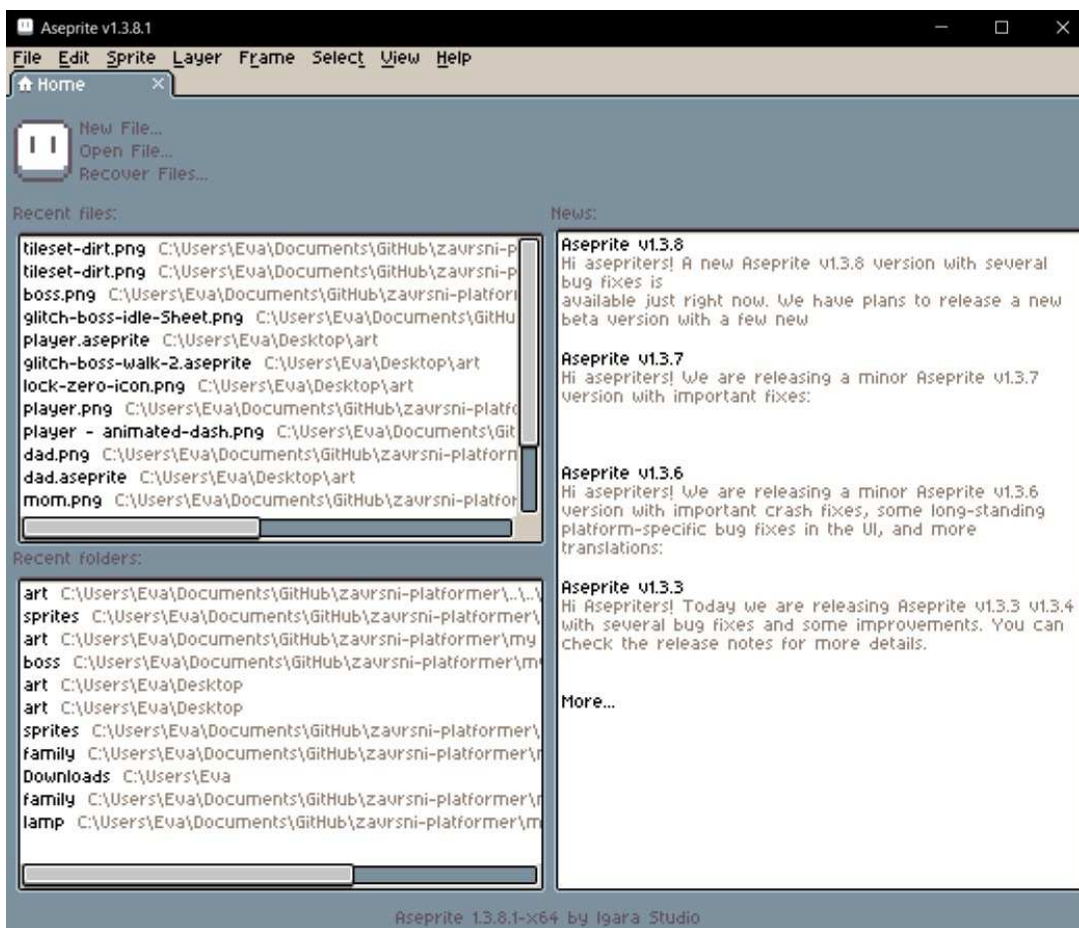 Aseprite v1.3.8.1
File Edit Sprite Layer Frame Select View Help
Home
New File...
Open File...
Recover Files...
Recent files:
tileset-dirt.png C:\Users\Eva\Documents\GitHub\zavrsni-p
tileset-dirt.png C:\Users\Eva\Documents\GitHub\zavrsni-p
boss.png C:\Users\Eva\Documents\GitHub\zavrsni-platfor
glitch-boss-idle-Sheet.png C:\Users\Eva\Documents\GitHu
player.aseprite C:\Users\Eva\Desktop\art
glitch-boss-walk-2.aseprite C:\Users\Eva\Desktop\art
lock-zero-icon.png C:\Users\Eva\Desktop\art
player.png C:\Users\Eva\Documents\GitHub\zavrsni-platfo
player - animated-dash.png C:\Users\Eva\Documents\Git
dad.png C:\Users\Eva\Documents\GitHub\zavrsni-platform
dad.aseprite C:\Users\Eva\Desktop\art
mom.png C:\Users\Eva\Documents\GitHub\zavrsni-platfor
Recent folders:
art C:\Users\Eva\Documents\GitHub\zavrsni-platformer\..\..\
sprites C:\Users\Eva\Documents\GitHub\zavrsni-platformer\
art C:\Users\Eva\Documents\GitHub\zavrsni-platformer\my
boss C:\Users\Eva\Documents\GitHub\zavrsni-platformer\m
art C:\Users\Eva\Desktop
art C:\Users\Eva\Desktop
sprites C:\Users\Eva\Documents\GitHub\zavrsni-platformer\
family C:\Users\Eva\Documents\GitHub\zavrsni-platformer\
Downloads C:\Users\Eva
family C:\Users\Eva\Documents\GitHub\zavrsni-platformer\
lamp C:\Users\Eva\Documents\GitHub\zavrsni-platformer\m
News:
Aseprite v1.3.8
Hi asepriters! A new Aseprite v1.3.8 version with several
bug fixes is
available just right now. We have plans to release a new
beta version with a few new
Aseprite v1.3.7
Hi asepriters! We are releasing a minor Aseprite v1.3.7
version with important fixes:
Aseprite v1.3.6
Hi asepriters! We are releasing a minor Aseprite v1.3.6
version with important crash fixes, some long-standing
platform-specific bug fixes in the UI, and more
translations:
Aseprite v1.3.3
Hi Asepriters! Today we are releasing Aseprite v1.3.3 v1.3.4
with several bug fixes and some improvements. You can
check the release notes for more details.
More...
Aseprite 1.3.8.1-x64 by Igara Studio